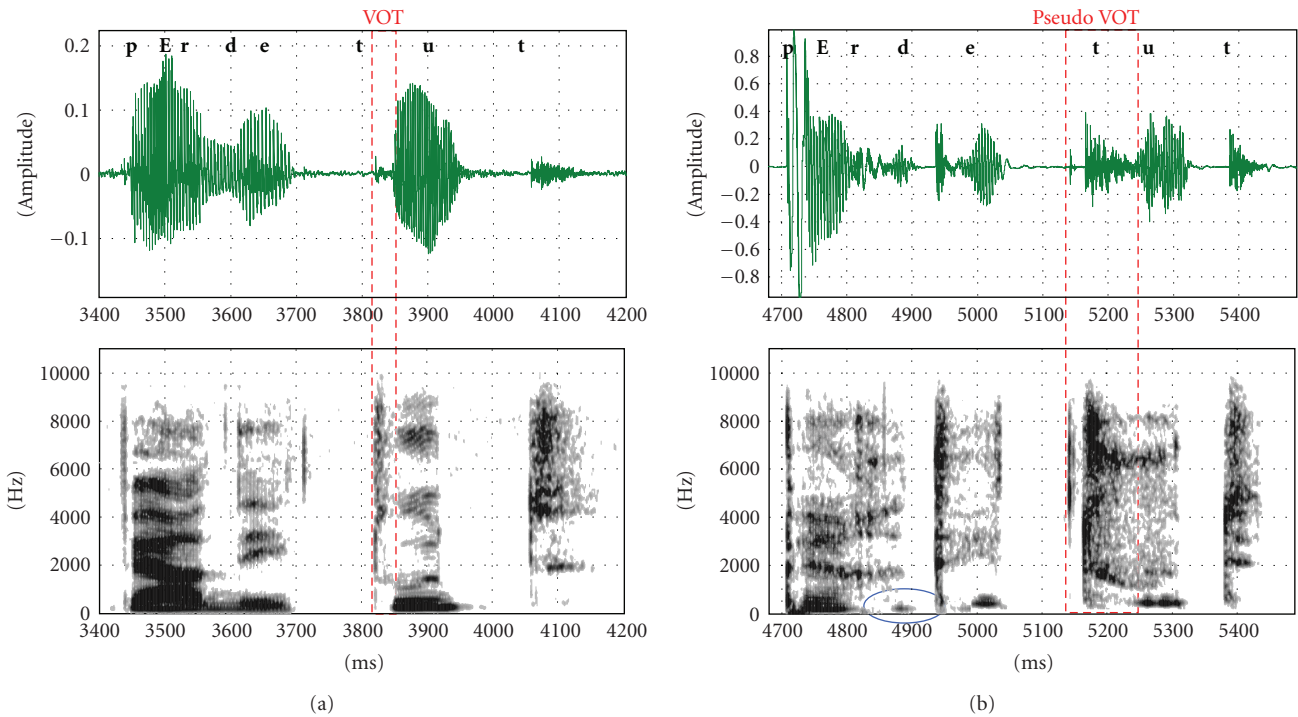 VOT
p E r d e t u t
0.2
0.1
0
−0.1
(Amplitude)
3400 3500 3600 3700 3800 3900 4000 4100 4200
10000
8000
6000
4000
2000
0
(Hz)
3400 3500 3600 3700 3800 3900 4000 4100 4200
(ms)
(a)
Pseudo VOT
p E r d e t u t
0.8
0.6
0.4
0.2
0
−0.2
−0.4
−0.6
−0.8
(Amplitude)
4700 4800 4900 5000 5100 5200 5300 5400
10000
8000
6000
4000
2000
0
(Hz)
4700 4800 4900 5000 5100 5200 5300 5400
(ms)
(b)